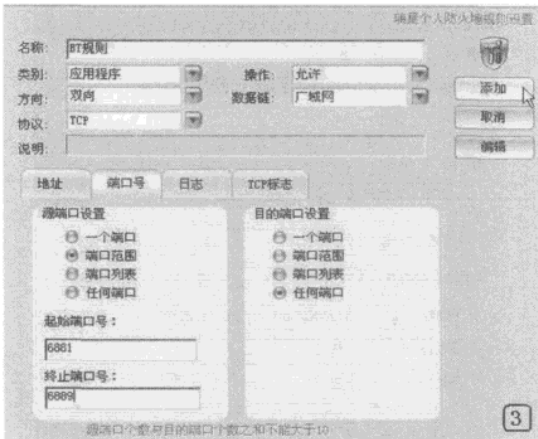 瑞星个人防火墙规则设置
名称: BT规则
类别: 应用程序 操作: 允许
方向: 双向 数据链: 广域网
协议: TCP
说明:
添加
取消
编辑
地址 端口号 日志 TCP标志
源端口设置
一个端口
端口范围
端口列表
任何端口
起始端口号:
6881
终止端口号:
6889
目的端口设置
一个端口
端口范围
端口列表
任何端口
源端口个数与目的端口个数之和不能大于10
3